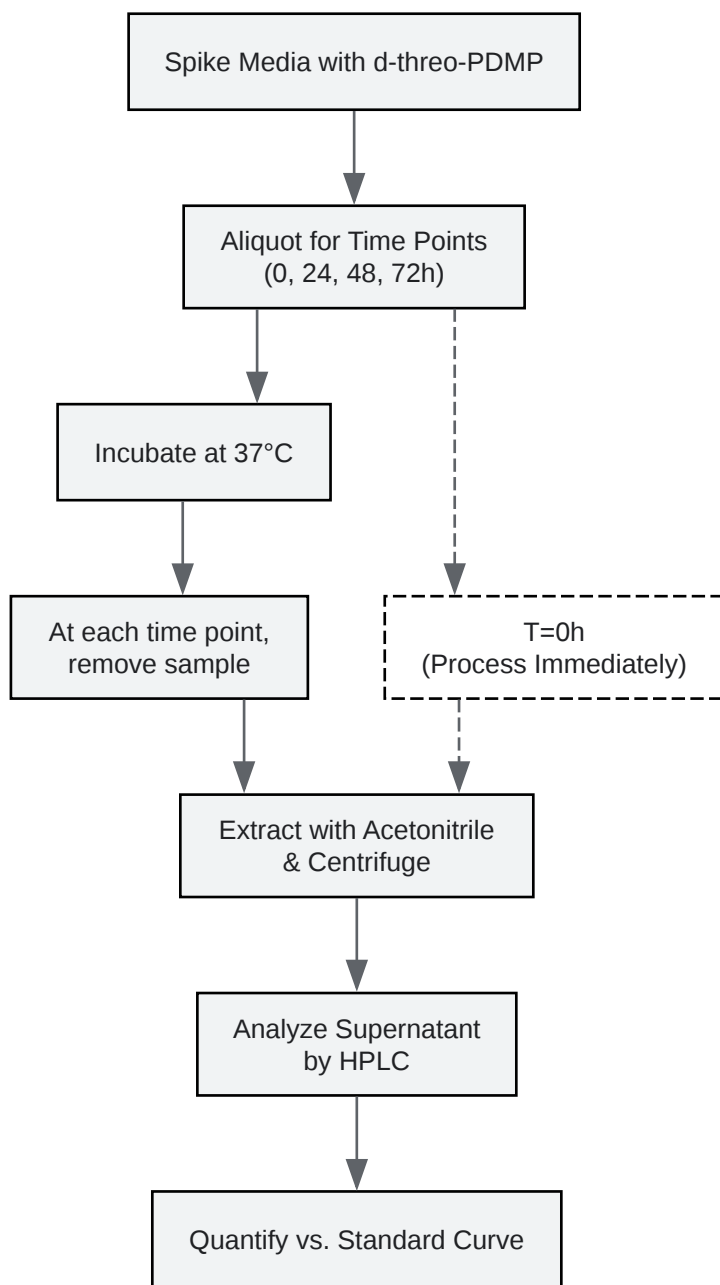 Spike Media with d-threo-PDMP
Aliquot for Time Points
(0, 24, 48, 72h)
Incubate at 37°C
At each time point,
remove sample
T=0h
(Process Immediately)
Extract with Acetonitrile
& Centrifuge
Analyze Supernatant
by HPLC
Quantify vs. Standard Curve